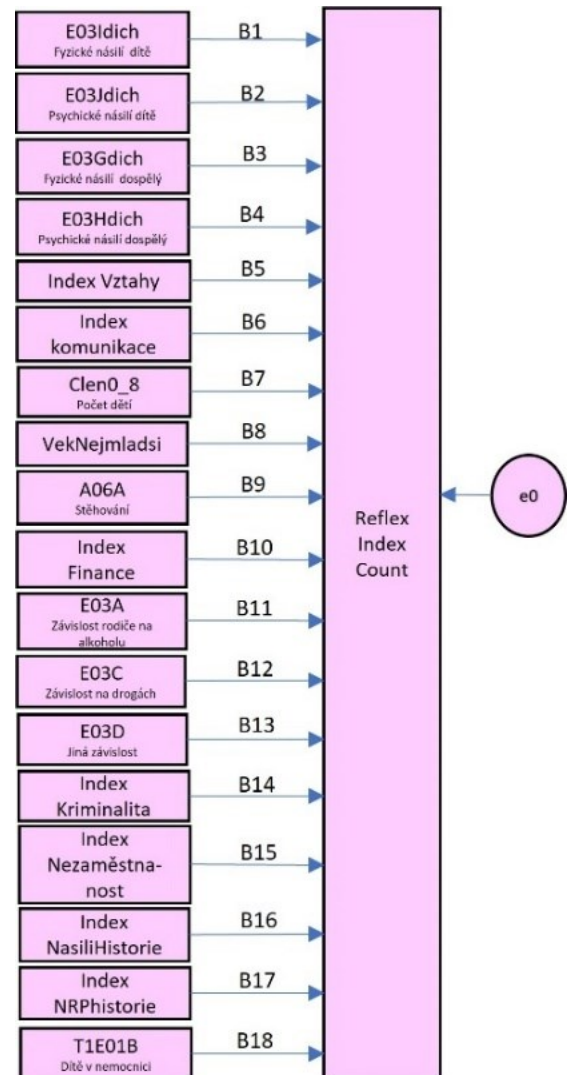 E03Idich
Fyzické násilí dítě
B1
E03Jdich
Psychické násilí dítě
B2
E03Gdich
Fyzické násilí dospělý
B3
E03Hdich
Psychické násilí dospělý
B4
Index Vztahy
B5
Index
komunikace
B6
Clen0_8
Počet dětí
B7
VekNejmladsi
B8
A06A
Stěhování
B9
Index
Finance
B10
E03A
Závislost rodiče na
alkoholu
B11
E03C
Závislost na drogách
B12
E03D
Jiná závislost
B13
Index
Kriminalita
B14
Index
Nezaměstna-
nost
B15
Index
NasiliHistorie
B16
Index
NRPhistorie
B17
T1E01B
Dítě v nemocnici
B18
Reflex
Index
Count
e0